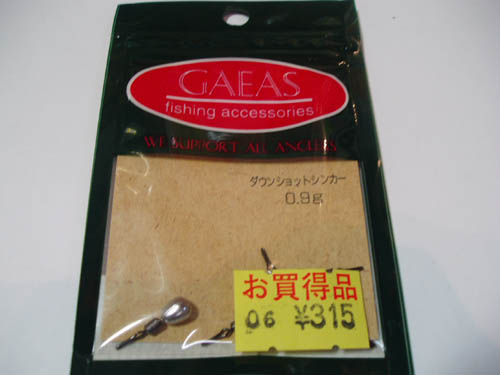 GAEAS
fishing accessories
WE SUPPORT ALL ANGLERS
ダウンショットシンカー
0.9g
お買得品
06 ¥315